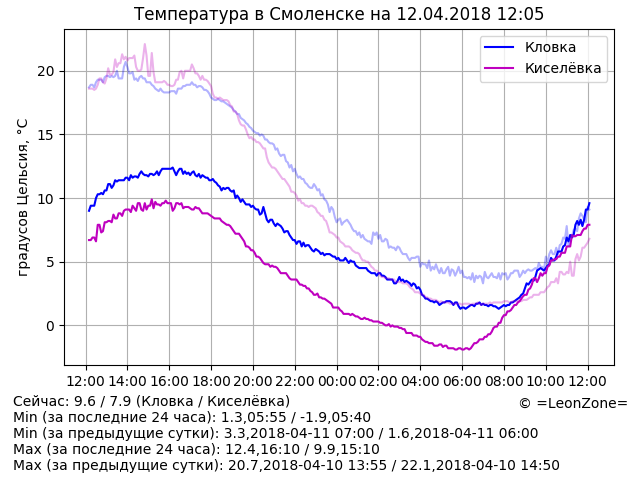 Температура в Смоленске на 12.04.2018 12:05
Кловка
Киселёвка
градусов Цельсия, °C
20
15
10
5
0
12:00 14:00 16:00 18:00 20:00 22:00 00:00 02:00 04:00 06:00 08:00 10:00 12:00
Сейчас: 9.6 / 7.9 (Кловка / Киселёвка)
© =LeonZone=
Min (за последние 24 часа): 1.3,05:55 / -1.9,05:40
Min (за предыдущие сутки): 3.3,2018-04-11 07:00 / 1.6,2018-04-11 06:00
Max (за последние 24 часа): 12.4,16:10 / 9.9,15:10
Max (за предыдущие сутки): 20.7,2018-04-10 13:55 / 22.1,2018-04-10 14:50